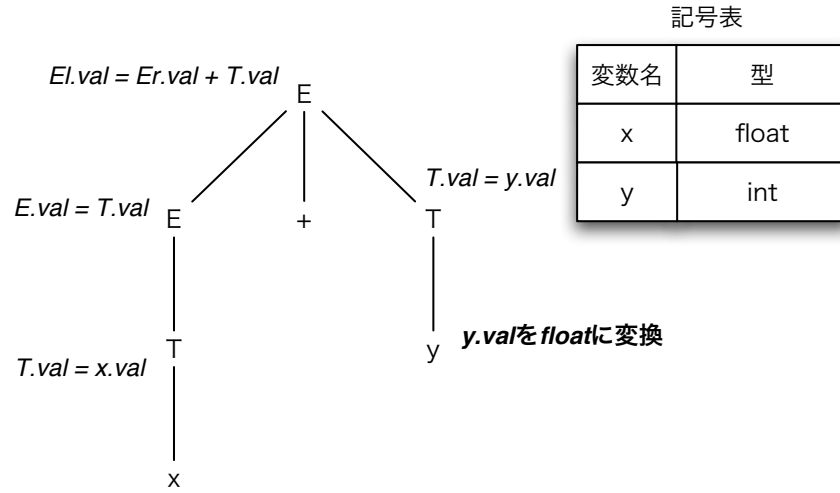 記号表
El.val = Er.val + T.val
E
変数名 型
x float
y int
T.val = y.val
E.val = T.val
E + T
y.valをfloatに変換
T y
T.val = x.val
x